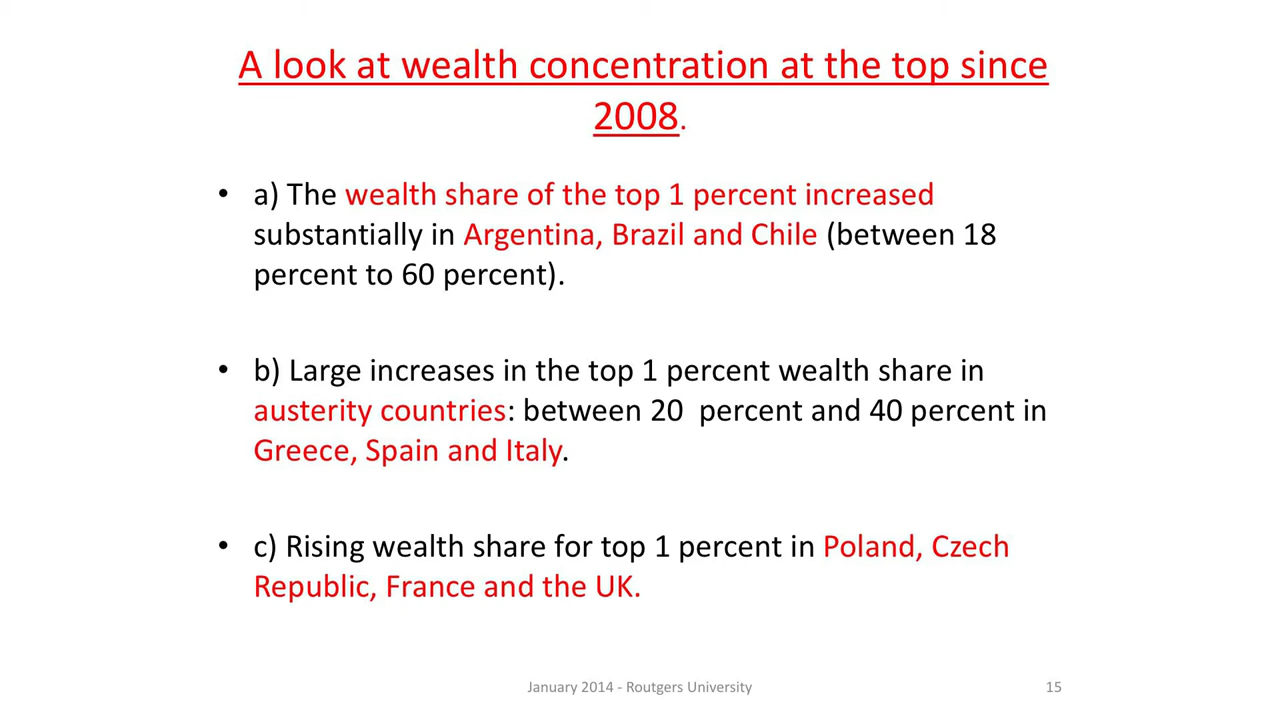 A look at wealth concentration at the top since
2008.
• a) The wealth share of the top 1 percent increased
substantially in Argentina, Brazil and Chile (between 18
percent to 60 percent).
• b) Large increases in the top 1 percent wealth share in
austerity countries: between 20  percent and 40 percent in
Greece, Spain and Italy.
• c) Rising wealth share for top 1 percent in Poland, Czech
Republic, France and the UK.
January 2014 - Routgers University
15